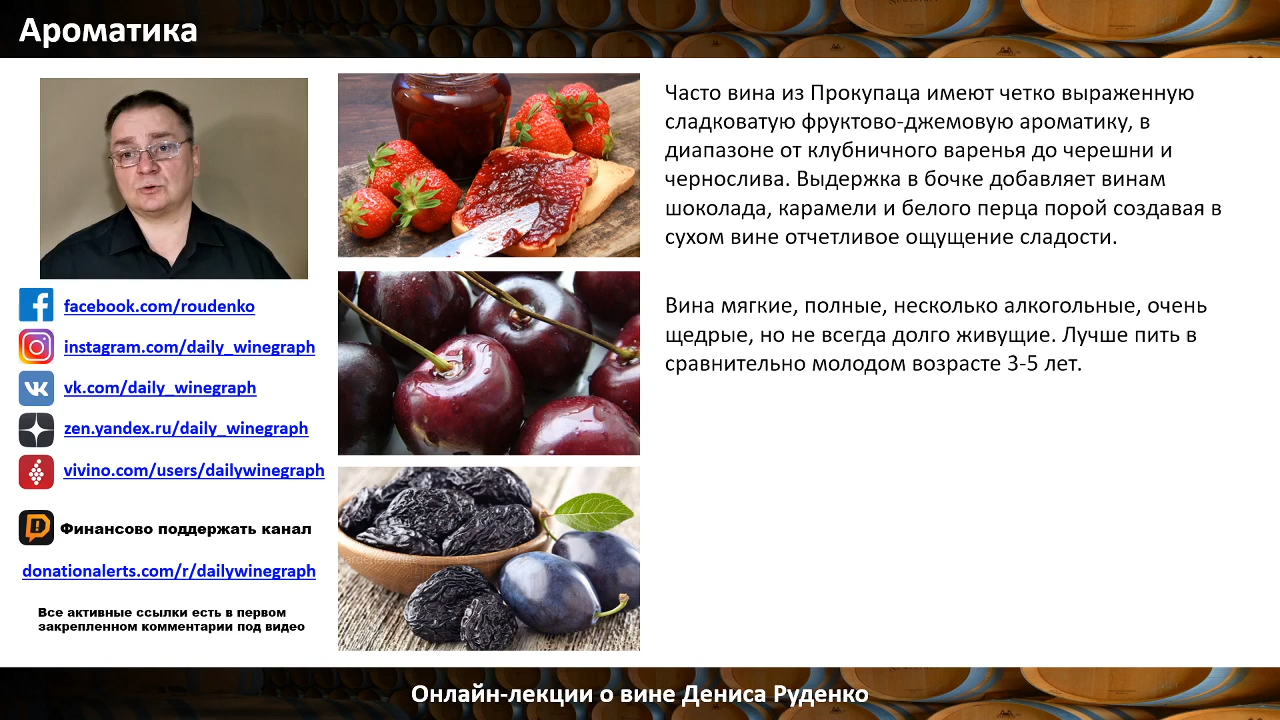 Ароматика
facebook.com/roudenko
instagram.com/daily_winegraph
vk.com/daily_winegraph
zen.yandex.ru/daily_winegraph
vivino.com/users/dailywinegraph
Финансово поддержать канал
donationalerts.com/r/dailywinegraph
Все активные ссылки есть в первом
закрепленном комментарии под видео
Часто вина из Прокупаца имеют четко выраженную
сладковатую фруктово-джемовую ароматику, в
диапазоне от клубничного варенья до черешни и
чернослива. Выдержка в бочке добавляет винам
шоколада, карамели и белого перца порой создавая в
сухом вине отчетливое ощущение сладости.
Вина мягкие, полные, несколько алкогольные, очень
щедрые, но не всегда долго живущие. Лучше пить в
сравнительно молодом возрасте 3-5 лет.
Онлайн-лекции о вине Дениса Руденко